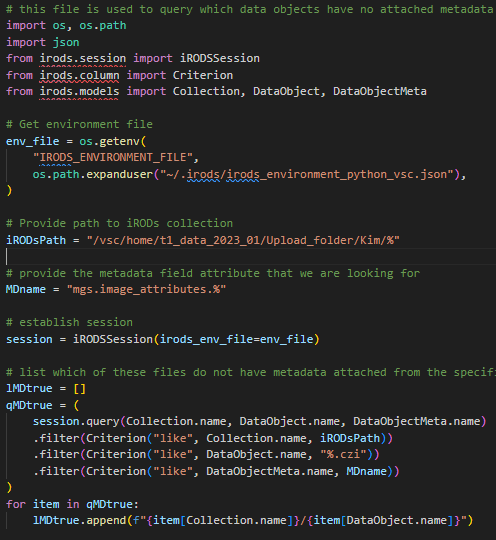 # this file is used to query which data objects have no attached metadata
import os, os.path
import json
from irods.session import iRODSSession
from irods.column import Criterion
from irods.models import Collection, DataObject, DataObjectMeta
# Get environment file
env_file = os.getenv(
    "IRODS_ENVIRONMENT_FILE",
    os.path.expanduser("~/.irods/irods_environment_python_vsc.json"),
)
# Provide path to iRODs collection
iRODsPath = "/vsc/home/t1_data_2023_01/Upload_folder/Kim/%"
# provide the metadata field attribute that we are looking for
MDname = "mgs.image_attributes.%"
# establish session
session = iRODSSession(irods_env_file=env_file)
# list which of these files do not have metadata attached from the specif
lMDtrue = []
qMDtrue = (
    session.query(Collection.name, DataObject.name, DataObjectMeta.name)
    .filter(Criterion("like", Collection.name, iRODsPath))
    .filter(Criterion("like", DataObject.name, "%.czi"))
    .filter(Criterion("like", DataObjectMeta.name, MDname))
)
for item in qMDtrue:
    lMDtrue.append(f"{item[Collection.name]}/{item[DataObject.name]}")